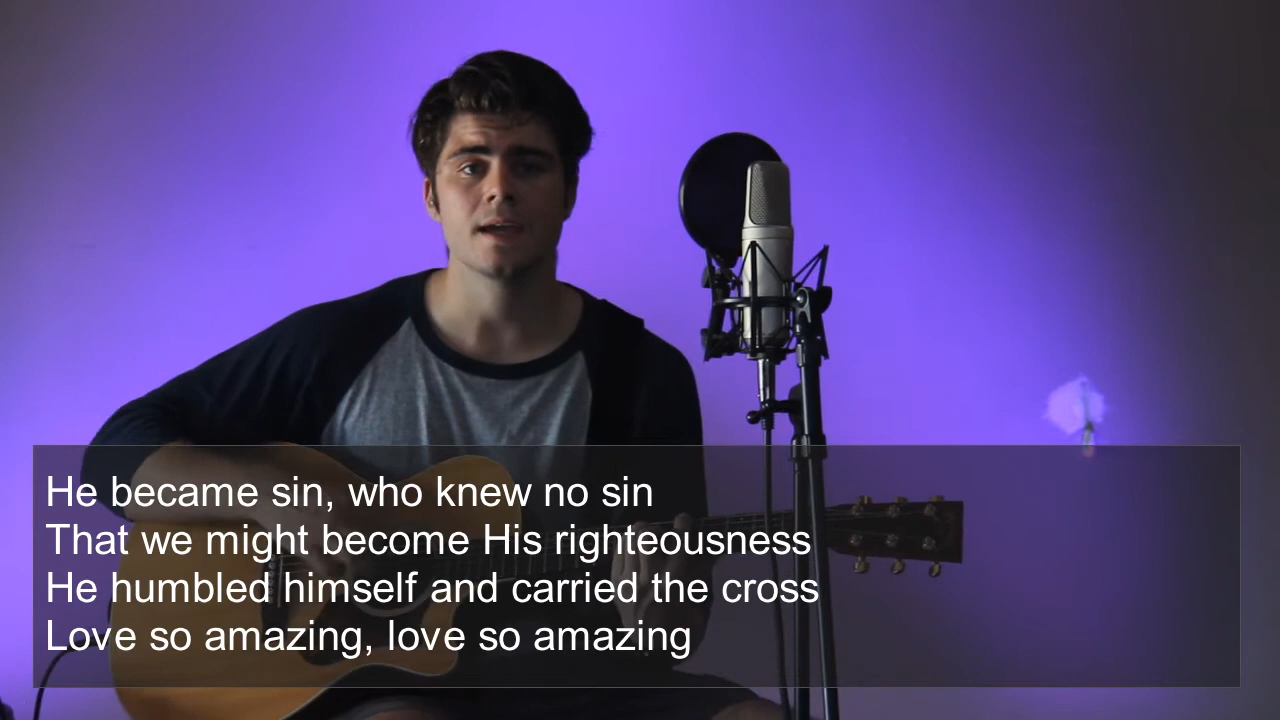 He became sin, who knew no sin
That we might become His righteousness
He humbled himself and carried the cross
Love so amazing, love so amazing